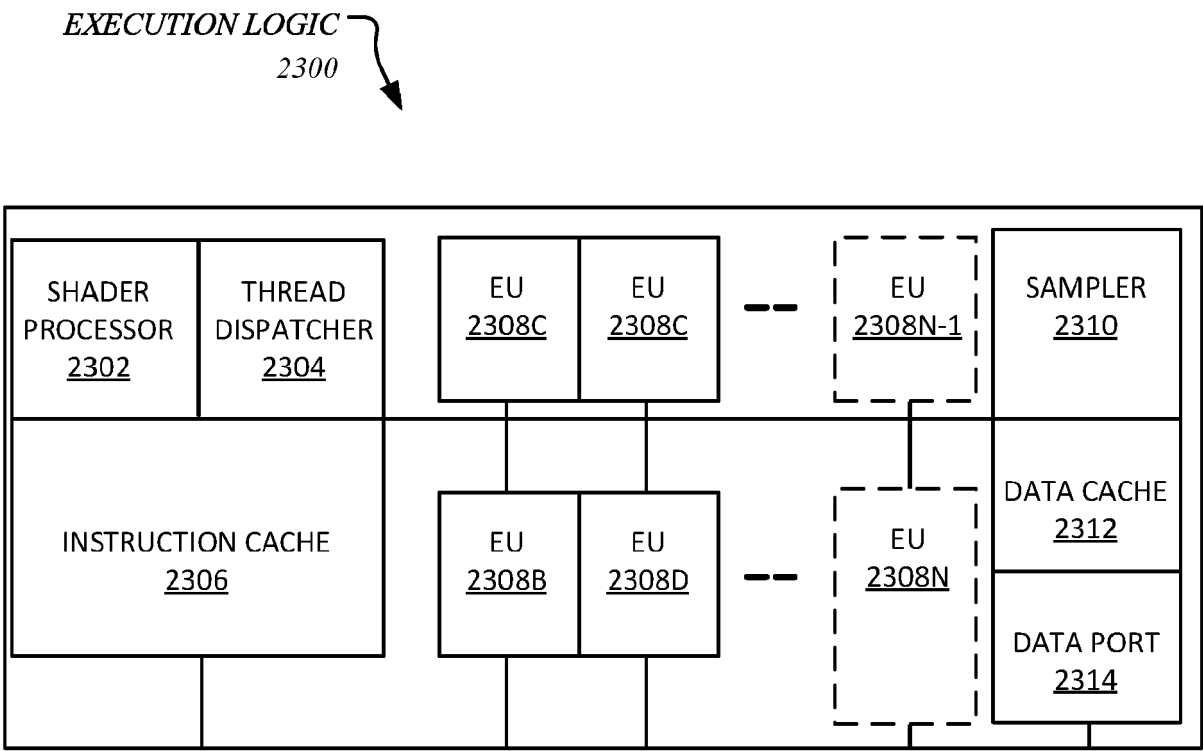 EXECUTION LOGIC
2300
SHADER
PROCESSOR
2302
THREAD
DISPATCHER
2304
EU
2308C
EU
2308C
EU
2308N-1
SAMPLER
2310
INSTRUCTION CACHE
2306
EU
2308B
EU
2308D
EU
2308N
DATA CACHE
2312
DATA PORT
2314